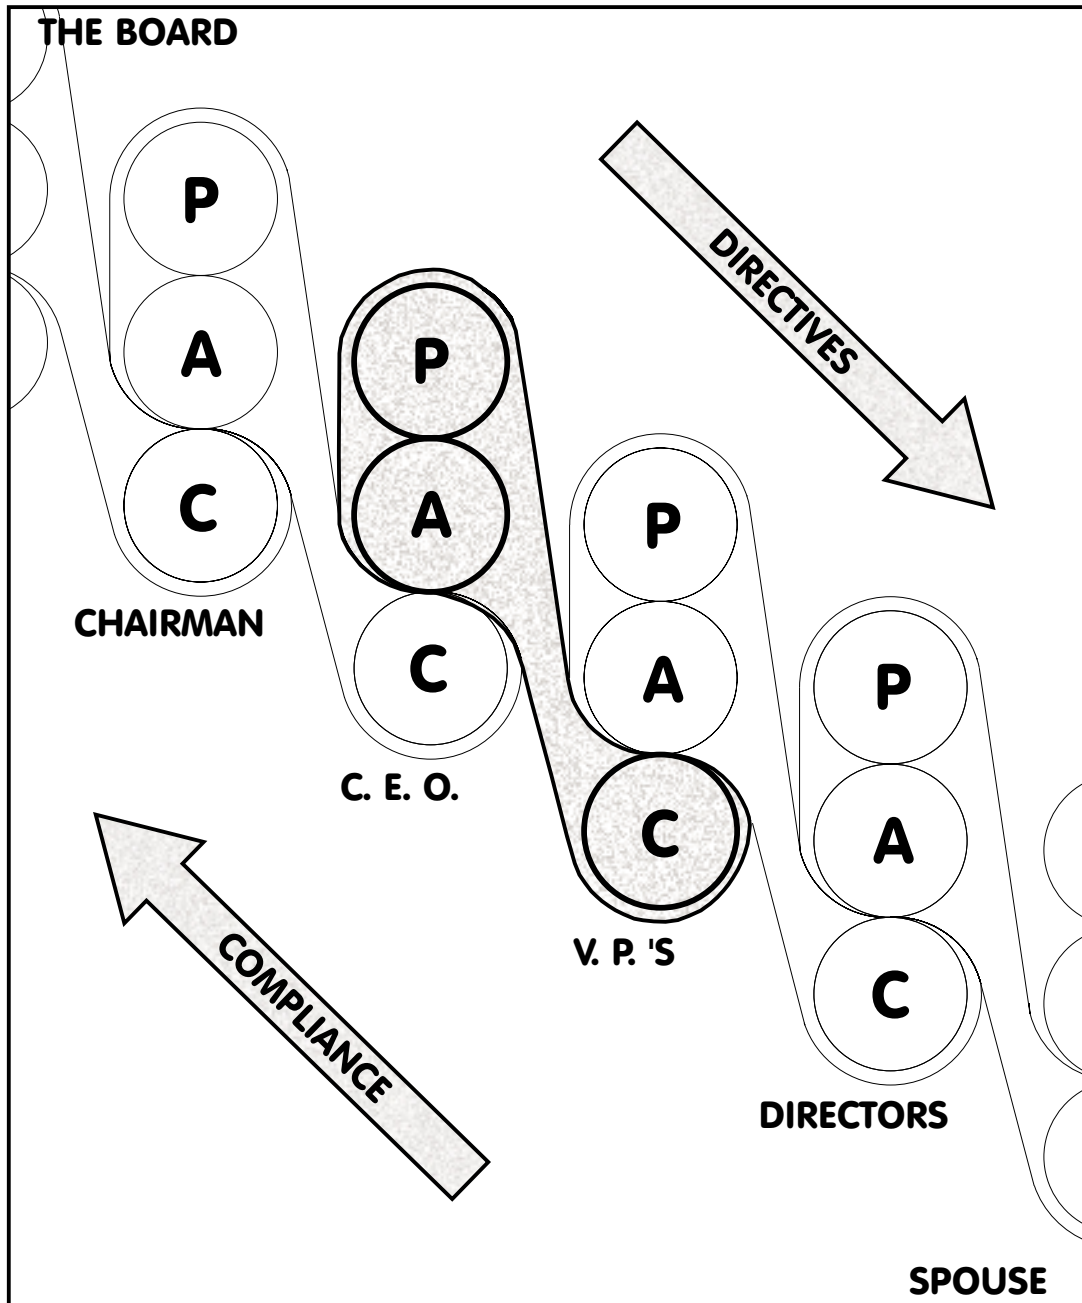 THE BOARD
P
A
C
CHAIRMAN
P
A
C
C. E. O.
P
A
C
V. P. 'S
P
A
C
DIRECTORS
SPOUSE
DIRECTIVES
COMPLIANCE